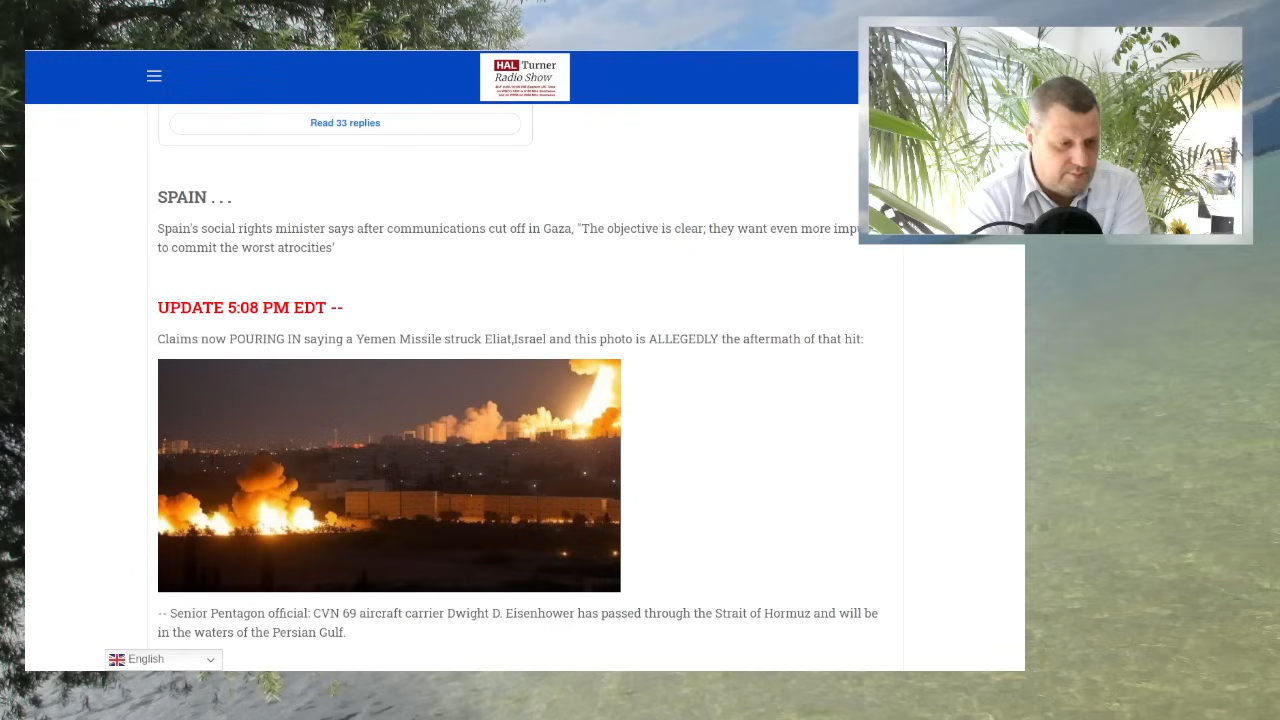 HAL Turner
Radio Show
Read 33 replies
SPAIN . . .
Spain's social rights minister says after communications cut off in Gaza, "The objective is clear; they want even more
to commit the worst atrocities'
UPDATE 5:08 PM EDT --
Claims now POURING IN saying a Yemen Missile struck Eliat,Israel and this photo is ALLEGEDLY the aftermath of that hit:
-- Senior Pentagon official: CVN 69 aircraft carrier Dwight D. Eisenhower has passed through the Strait of Hormuz and will be
in the waters of the Persian Gulf.
English